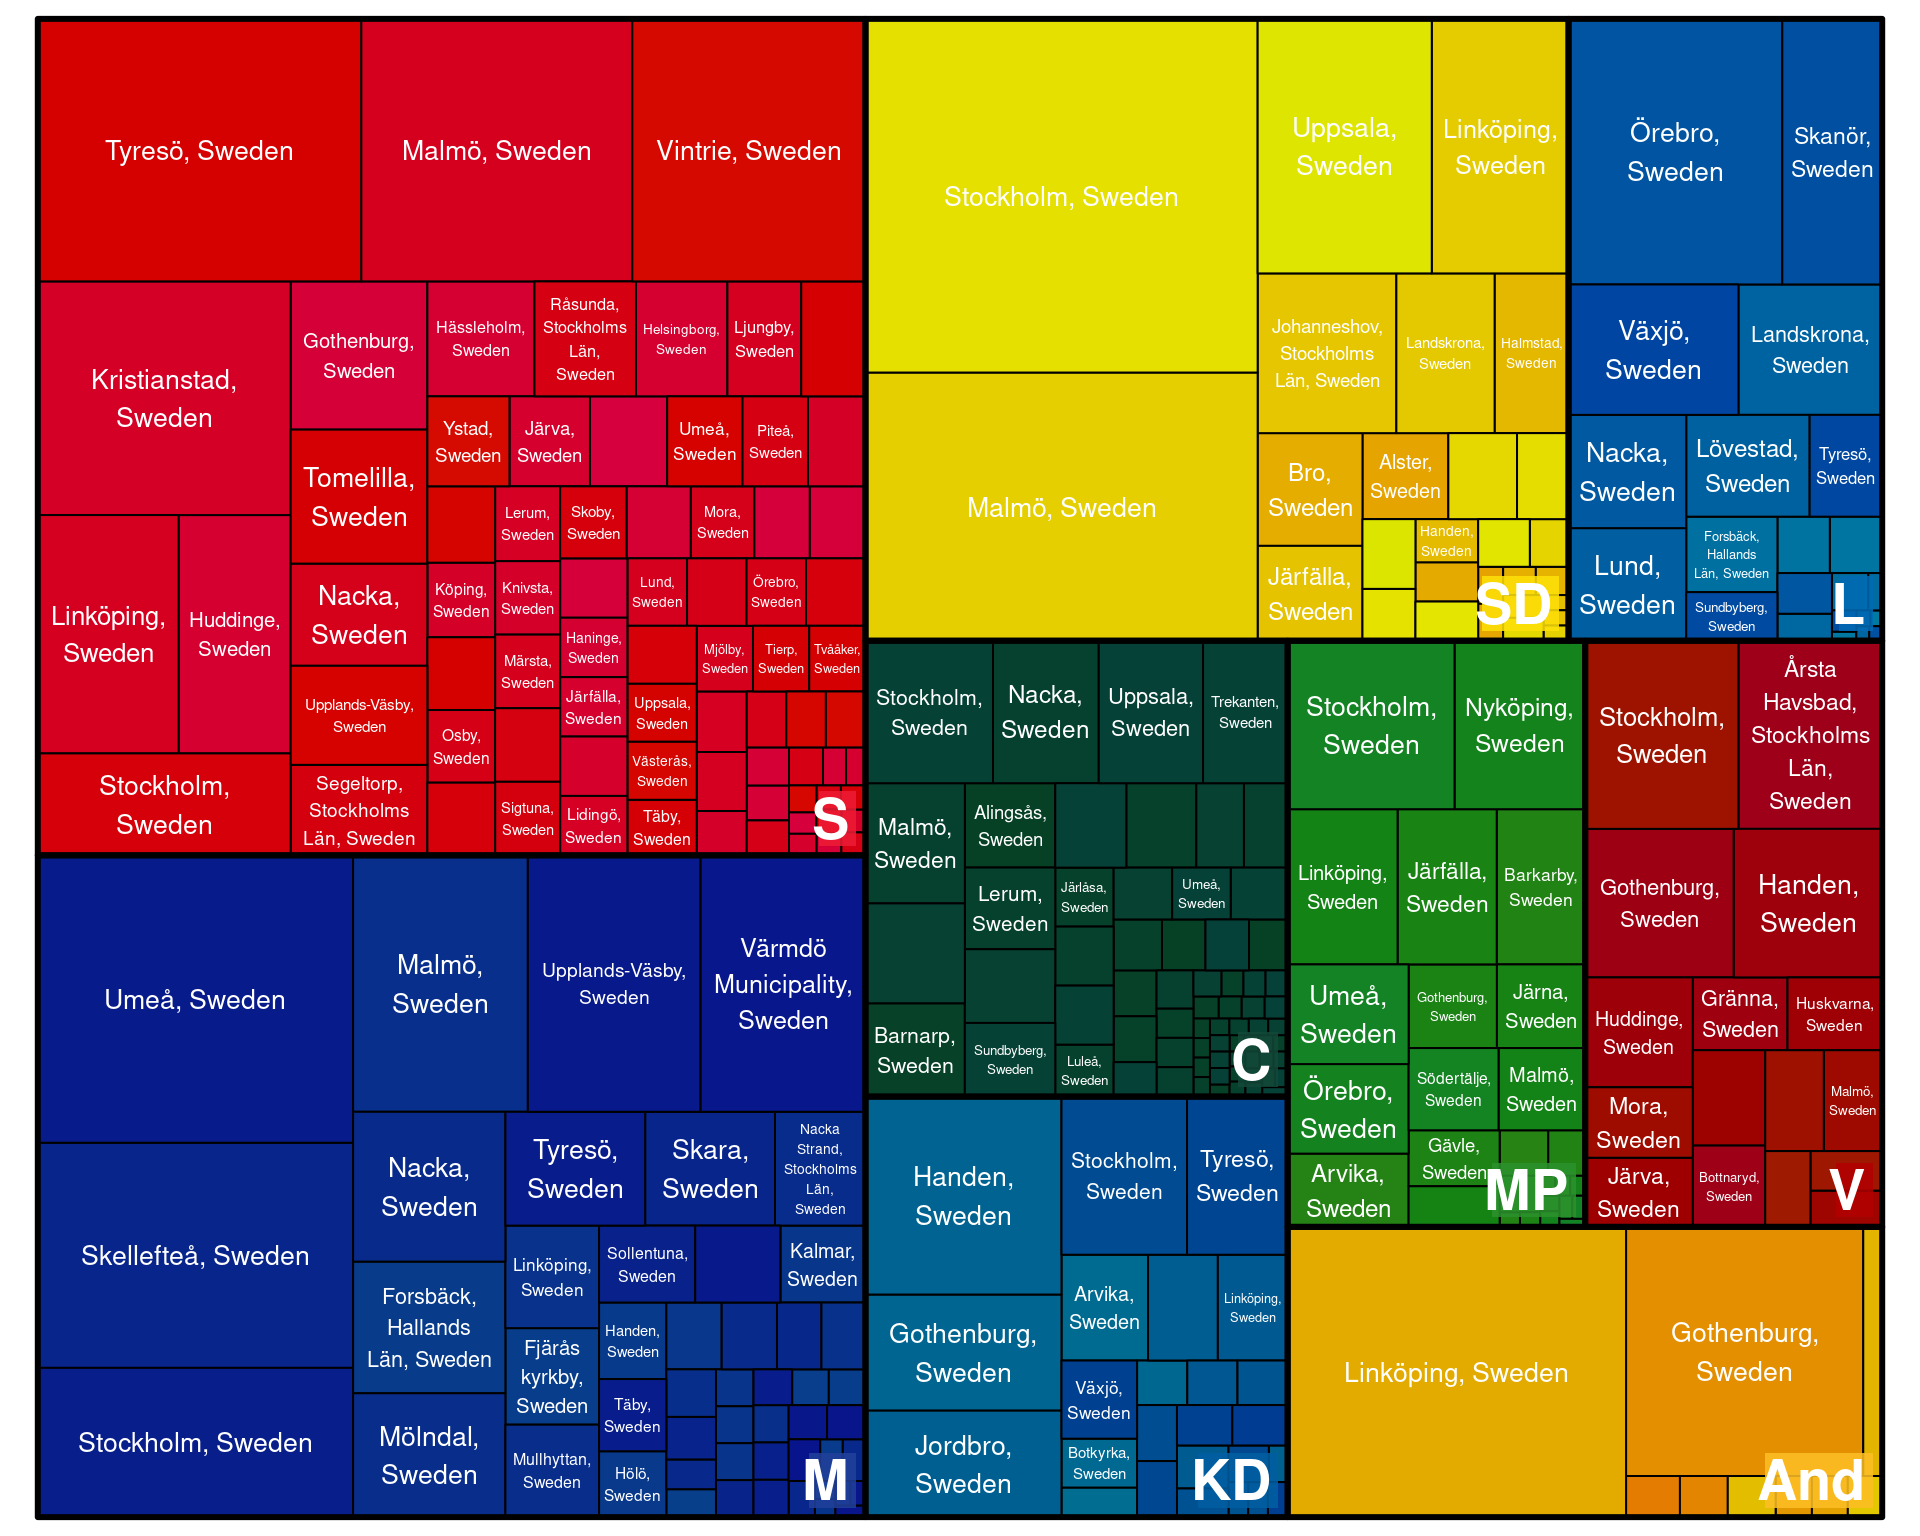 Tyresö, Sweden
Malmö, Sweden
Vintrie, Sweden
Kristianstad,
Sweden
Gothenburg,
Sweden
Hässleholm,
Sweden
Råsunda,
Stockholms
Län,
Sweden
Helsingborg,
Sweden
Ljungby,
Sweden
Ystad,
Sweden
Järva,
Sweden
Umeå,
Sweden
Piteå,
Sweden
Tomelilla,
Sweden
Lerum,
Sweden
Skoby,
Sweden
Mora,
Sweden
Linköping,
Sweden
Huddinge,
Sweden
Nacka,
Sweden
Köping,
Sweden
Knivsta,
Sweden
Lund,
Sweden
Örebro,
Sweden
Haninge,
Sweden
Mjölby,
Sweden
Tierp,
Sweden
Tvååker,
Sweden
Upplands-Väsby,
Sweden
Märsta,
Sweden
Järfälla,
Sweden
Uppsala,
Sweden
Osby,
Sweden
Västerås,
Sweden
Stockholm,
Sweden
Segeltorp,
Stockholms
Län, Sweden
Sigtuna,
Sweden
Lidingö,
Sweden
Täby,
Sweden
S
Umeå, Sweden
Malmö,
Sweden
Upplands-Väsby,
Sweden
Värmdö
Municipality,
Sweden
Skellefteå, Sweden
Nacka,
Sweden
Tyresö,
Sweden
Skara,
Sweden
Nacka
Strand,
Stockholms
Län,
Sweden
Forsbäck,
Hallands
Län, Sweden
Linköping,
Sweden
Sollentuna,
Sweden
Kalmar,
Sweden
Fjärås
kyrkby,
Sweden
Handen,
Sweden
Stockholm, Sweden
Mölndal,
Sweden
Täby,
Sweden
Mullhyttan,
Sweden
Hölö,
Sweden
M
Stockholm, Sweden
Uppsala,
Sweden
Linköping,
Sweden
Malmö, Sweden
Johanneshov,
Stockholms
Län, Sweden
Landskrona,
Sweden
Halmstad,
Sweden
Bro,
Sweden
Alster,
Sweden
Handen,
Sweden
Järfälla,
Sweden
SD
Örebro,
Sweden
Skanör,
Sweden
Växjö,
Sweden
Landskrona,
Sweden
Nacka,
Sweden
Lövestad,
Sweden
Tyresö,
Sweden
Lund,
Sweden
Forsbäck,
Hallands
Län, Sweden
Sundbyberg,
Sweden
L
Stockholm,
Sweden
Nacka,
Sweden
Uppsala,
Sweden
Trekanten,
Sweden
Malmö,
Sweden
Alingsås,
Sweden
Lerum,
Sweden
Järlåsa,
Sweden
Umeå,
Sweden
Barnarp,
Sweden
Sundbyberg,
Sweden
Luleå,
Sweden
C
Handen,
Sweden
Stockholm,
Sweden
Tyresö,
Sweden
Gothenburg,
Sweden
Arvika,
Sweden
Linköping,
Sweden
Växjö,
Sweden
Jordbro,
Sweden
Botkyrka,
Sweden
KD
Stockholm,
Sweden
Nyköping,
Sweden
Linköping,
Sweden
Järfälla,
Sweden
Barkarby,
Sweden
Umeå,
Sweden
Gothenburg,
Sweden
Järna,
Sweden
Örebro,
Sweden
Södertälje,
Sweden
Malmö,
Sweden
Arvika,
Sweden
Gävle,
Sweden
MP
Stockholm,
Sweden
Årsta
Havsbad,
Stockholms
Län,
Sweden
Gothenburg,
Sweden
Handen,
Sweden
Huddinge,
Sweden
Gränna,
Sweden
Huskvarna,
Sweden
Mora,
Sweden
Malmö,
Sweden
Järva,
Sweden
Bottnaryd,
Sweden
V
Linköping, Sweden
Gothenburg,
Sweden
And